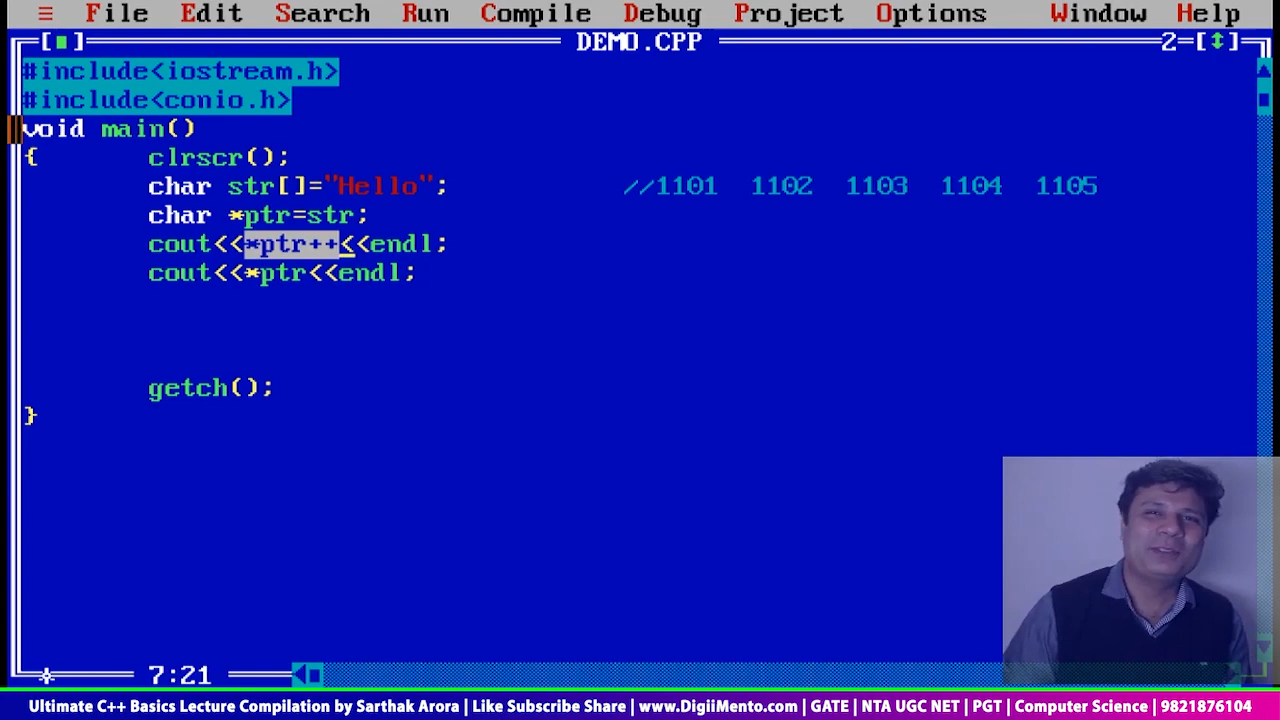 ≡ File Edit Search Run Compile Debug Project Options Window Help
[■] DEMO.CPP 2=[↕]
#include<iostream.h>
#include<conio.h>
void main()
{ clrscr();
char str[]="Hello"; //1101 1102 1103 1104 1105
char *ptr=str;
cout<<*ptr++<<endl;
cout<<*ptr<<endl;
getch();
}
7:21
Ultimate C++ Basics Lecture Compilation by Sarthak Arora | Like Subscribe Share | www.DigiiMento.com | GATE | NTA UGC NET | PGT | Computer Science | 9821876104